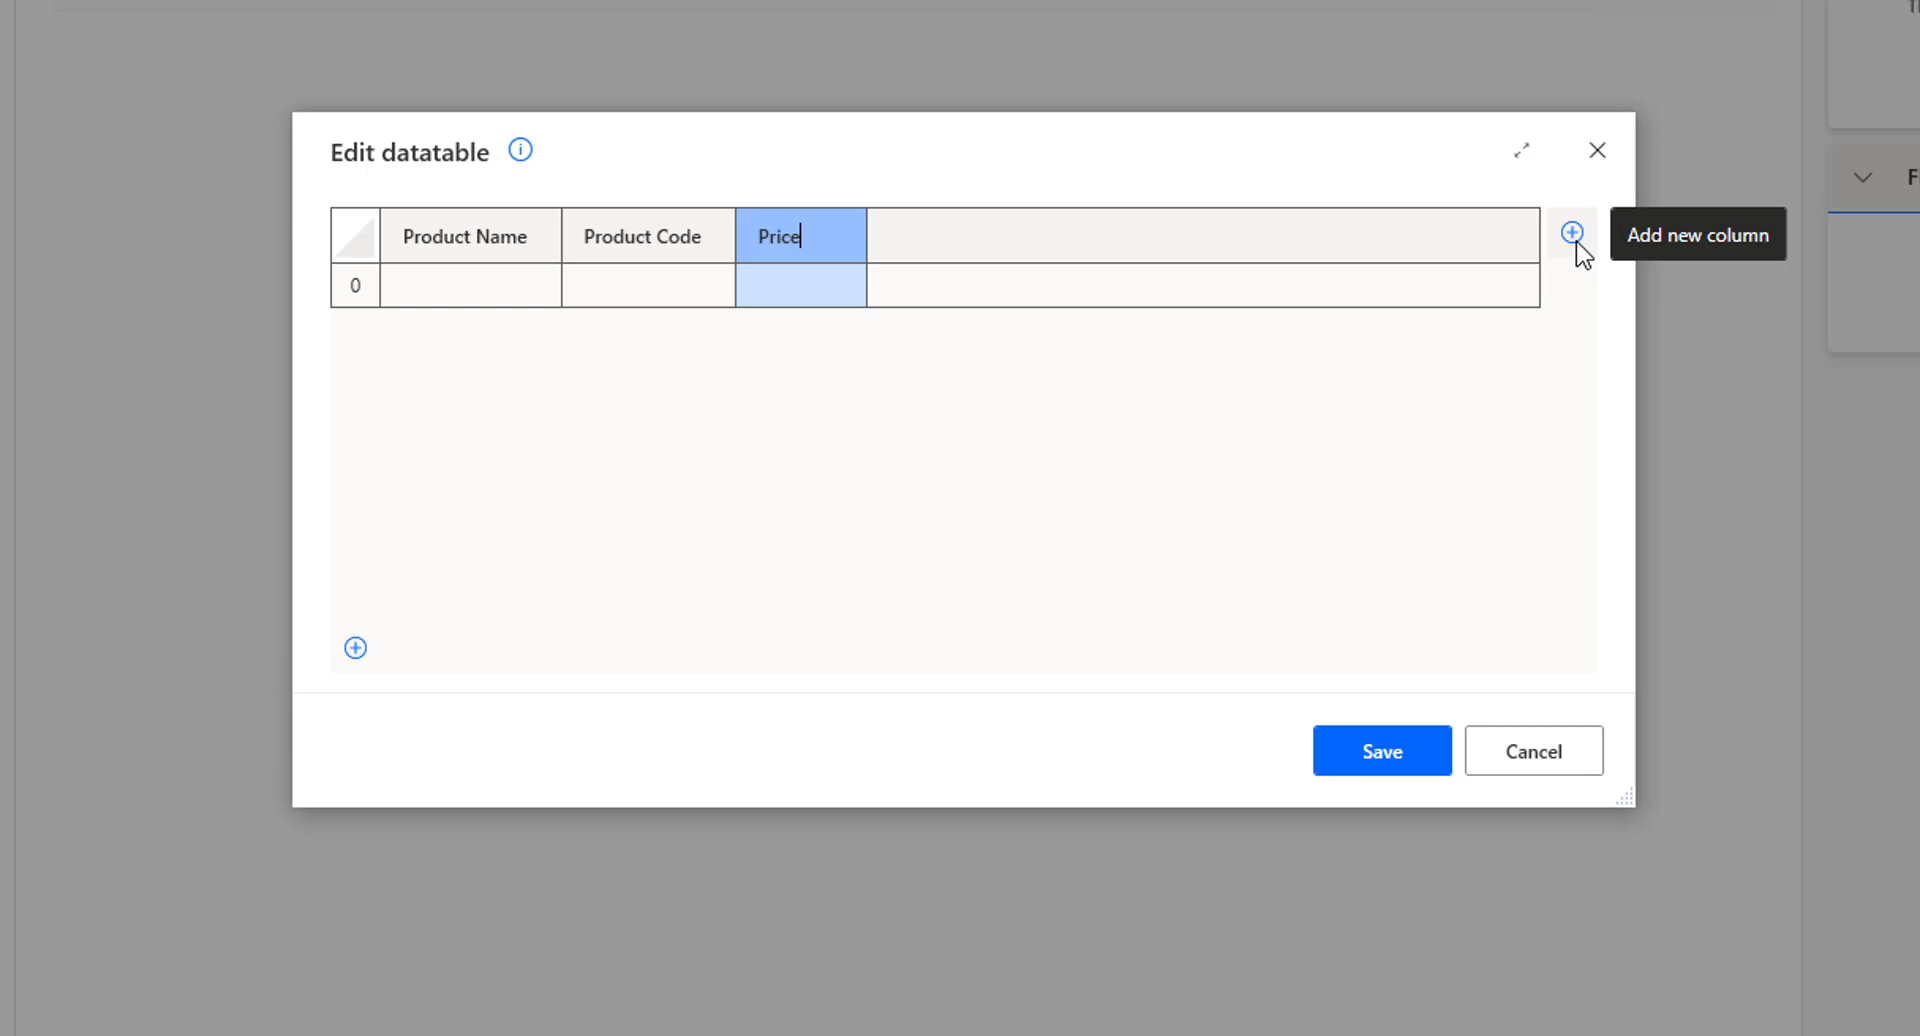 Edit datatable
Product Name Product Code Price
Add new column
0
Save Cancel